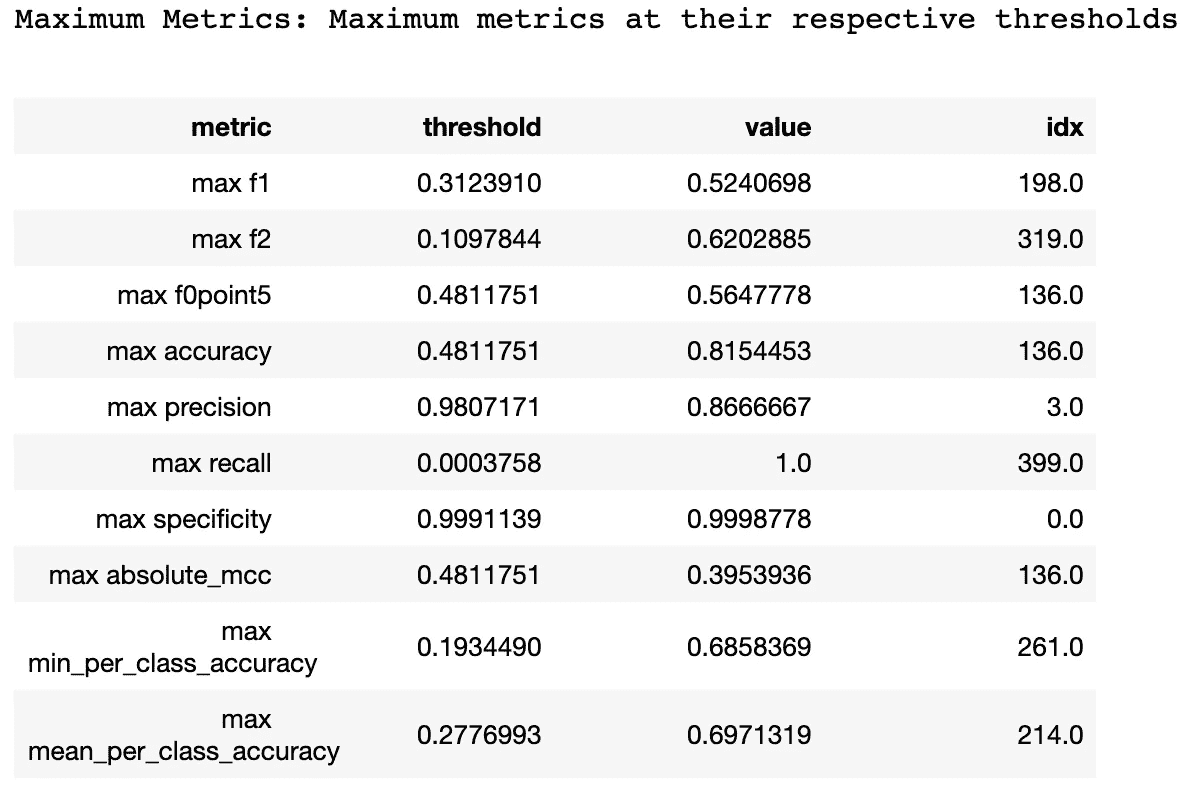 Maximum Metrics: Maximum metrics at their respective thresholds
metric threshold value idx
max f1 0.3123910 0.5240698 198.0
max f2 0.1097844 0.6202885 319.0
max f0point5 0.4811751 0.5647778 136.0
max accuracy 0.4811751 0.8154453 136.0
max precision 0.9807171 0.8666667 3.0
max recall 0.0003758 1.0 399.0
max specificity 0.9991139 0.9998778 0.0
max absolute_mcc 0.4811751 0.3953936 136.0
max
min_per_class_accuracy 0.1934490 0.6858369 261.0
max
mean_per_class_accuracy 0.2776993 0.6971319 214.0